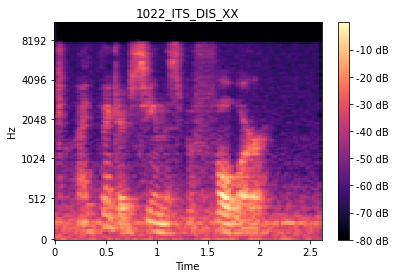 1022_ITS_DIS_XX
8192
4096
2048
1024
512
0
Hz
0
0.5
1
1.5
2
2.5
Time
-10 dB
-20 dB
-30 dB
-40 dB
-50 dB
-60 dB
-70 dB
-80 dB